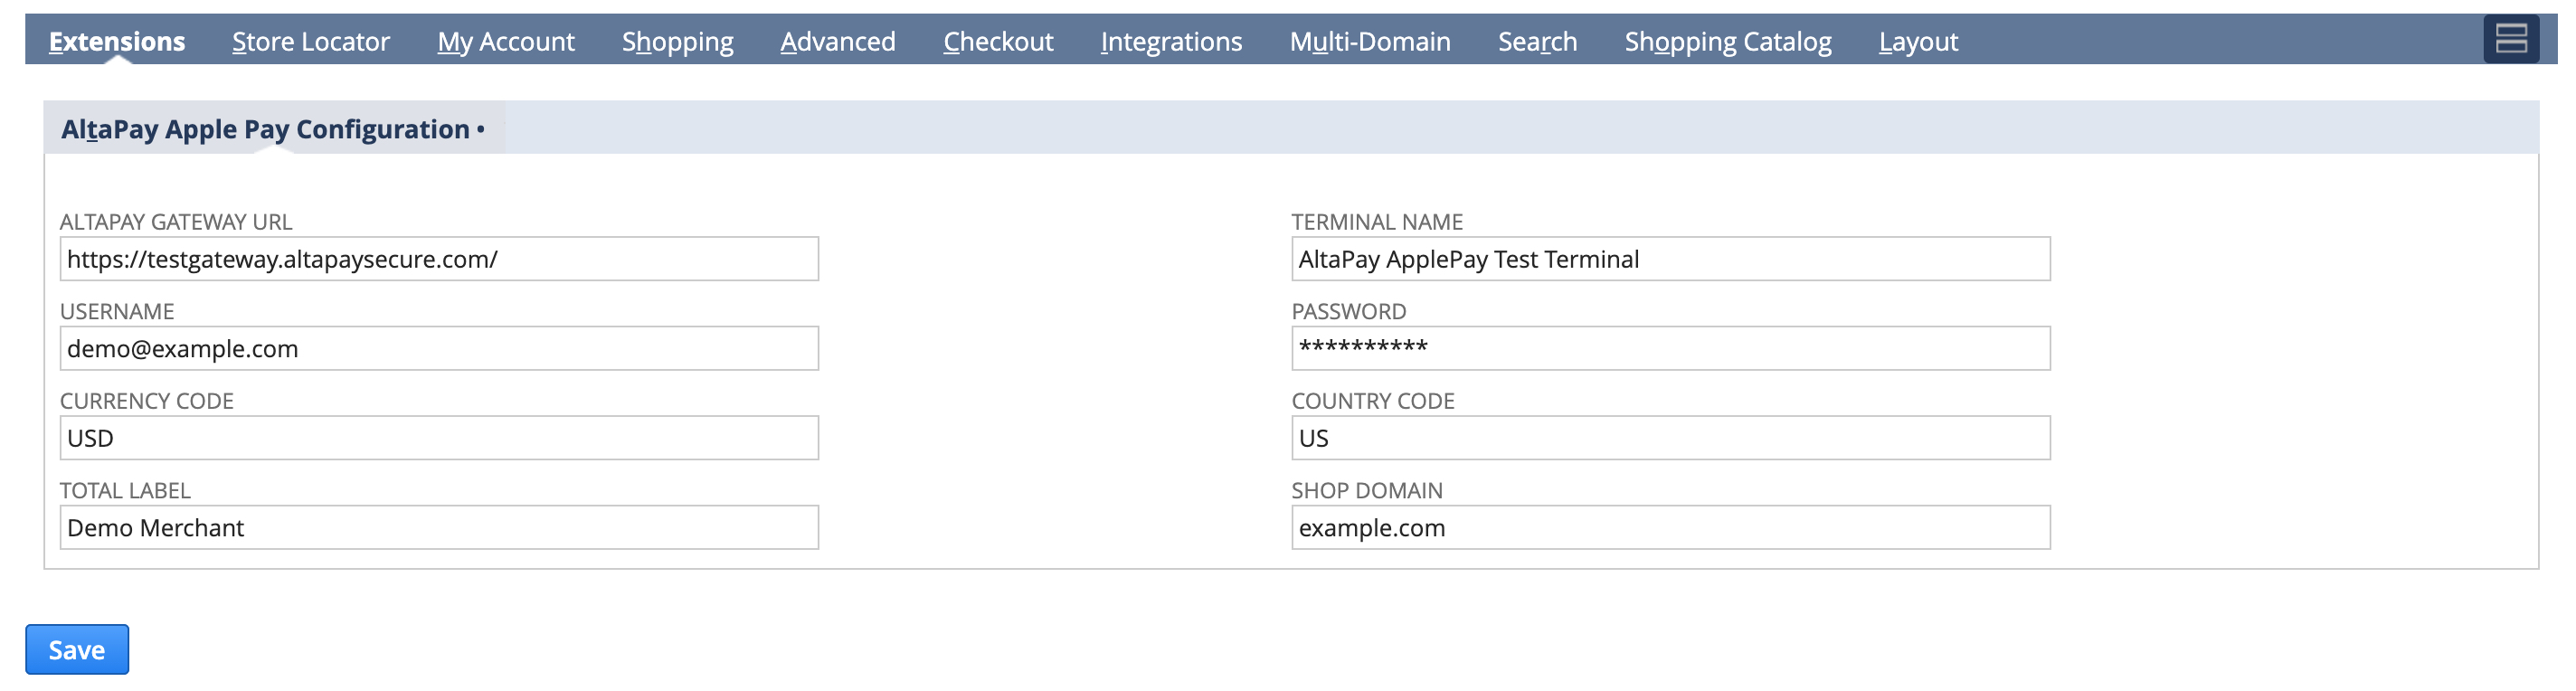 Extensions Store Locator My Account Shopping Advanced Checkout Integrations Multi-Domain Search Shopping Catalog Layout
AltaPay Apple Pay Configuration •
ALTAPAY GATEWAY URL
https://testgateway.altapaysecure.com/
TERMINAL NAME
AltaPay ApplePay Test Terminal
USERNAME
demo@example.com
PASSWORD
**********
CURRENCY CODE
USD
COUNTRY CODE
US
TOTAL LABEL
Demo Merchant
SHOP DOMAIN
example.com
Save